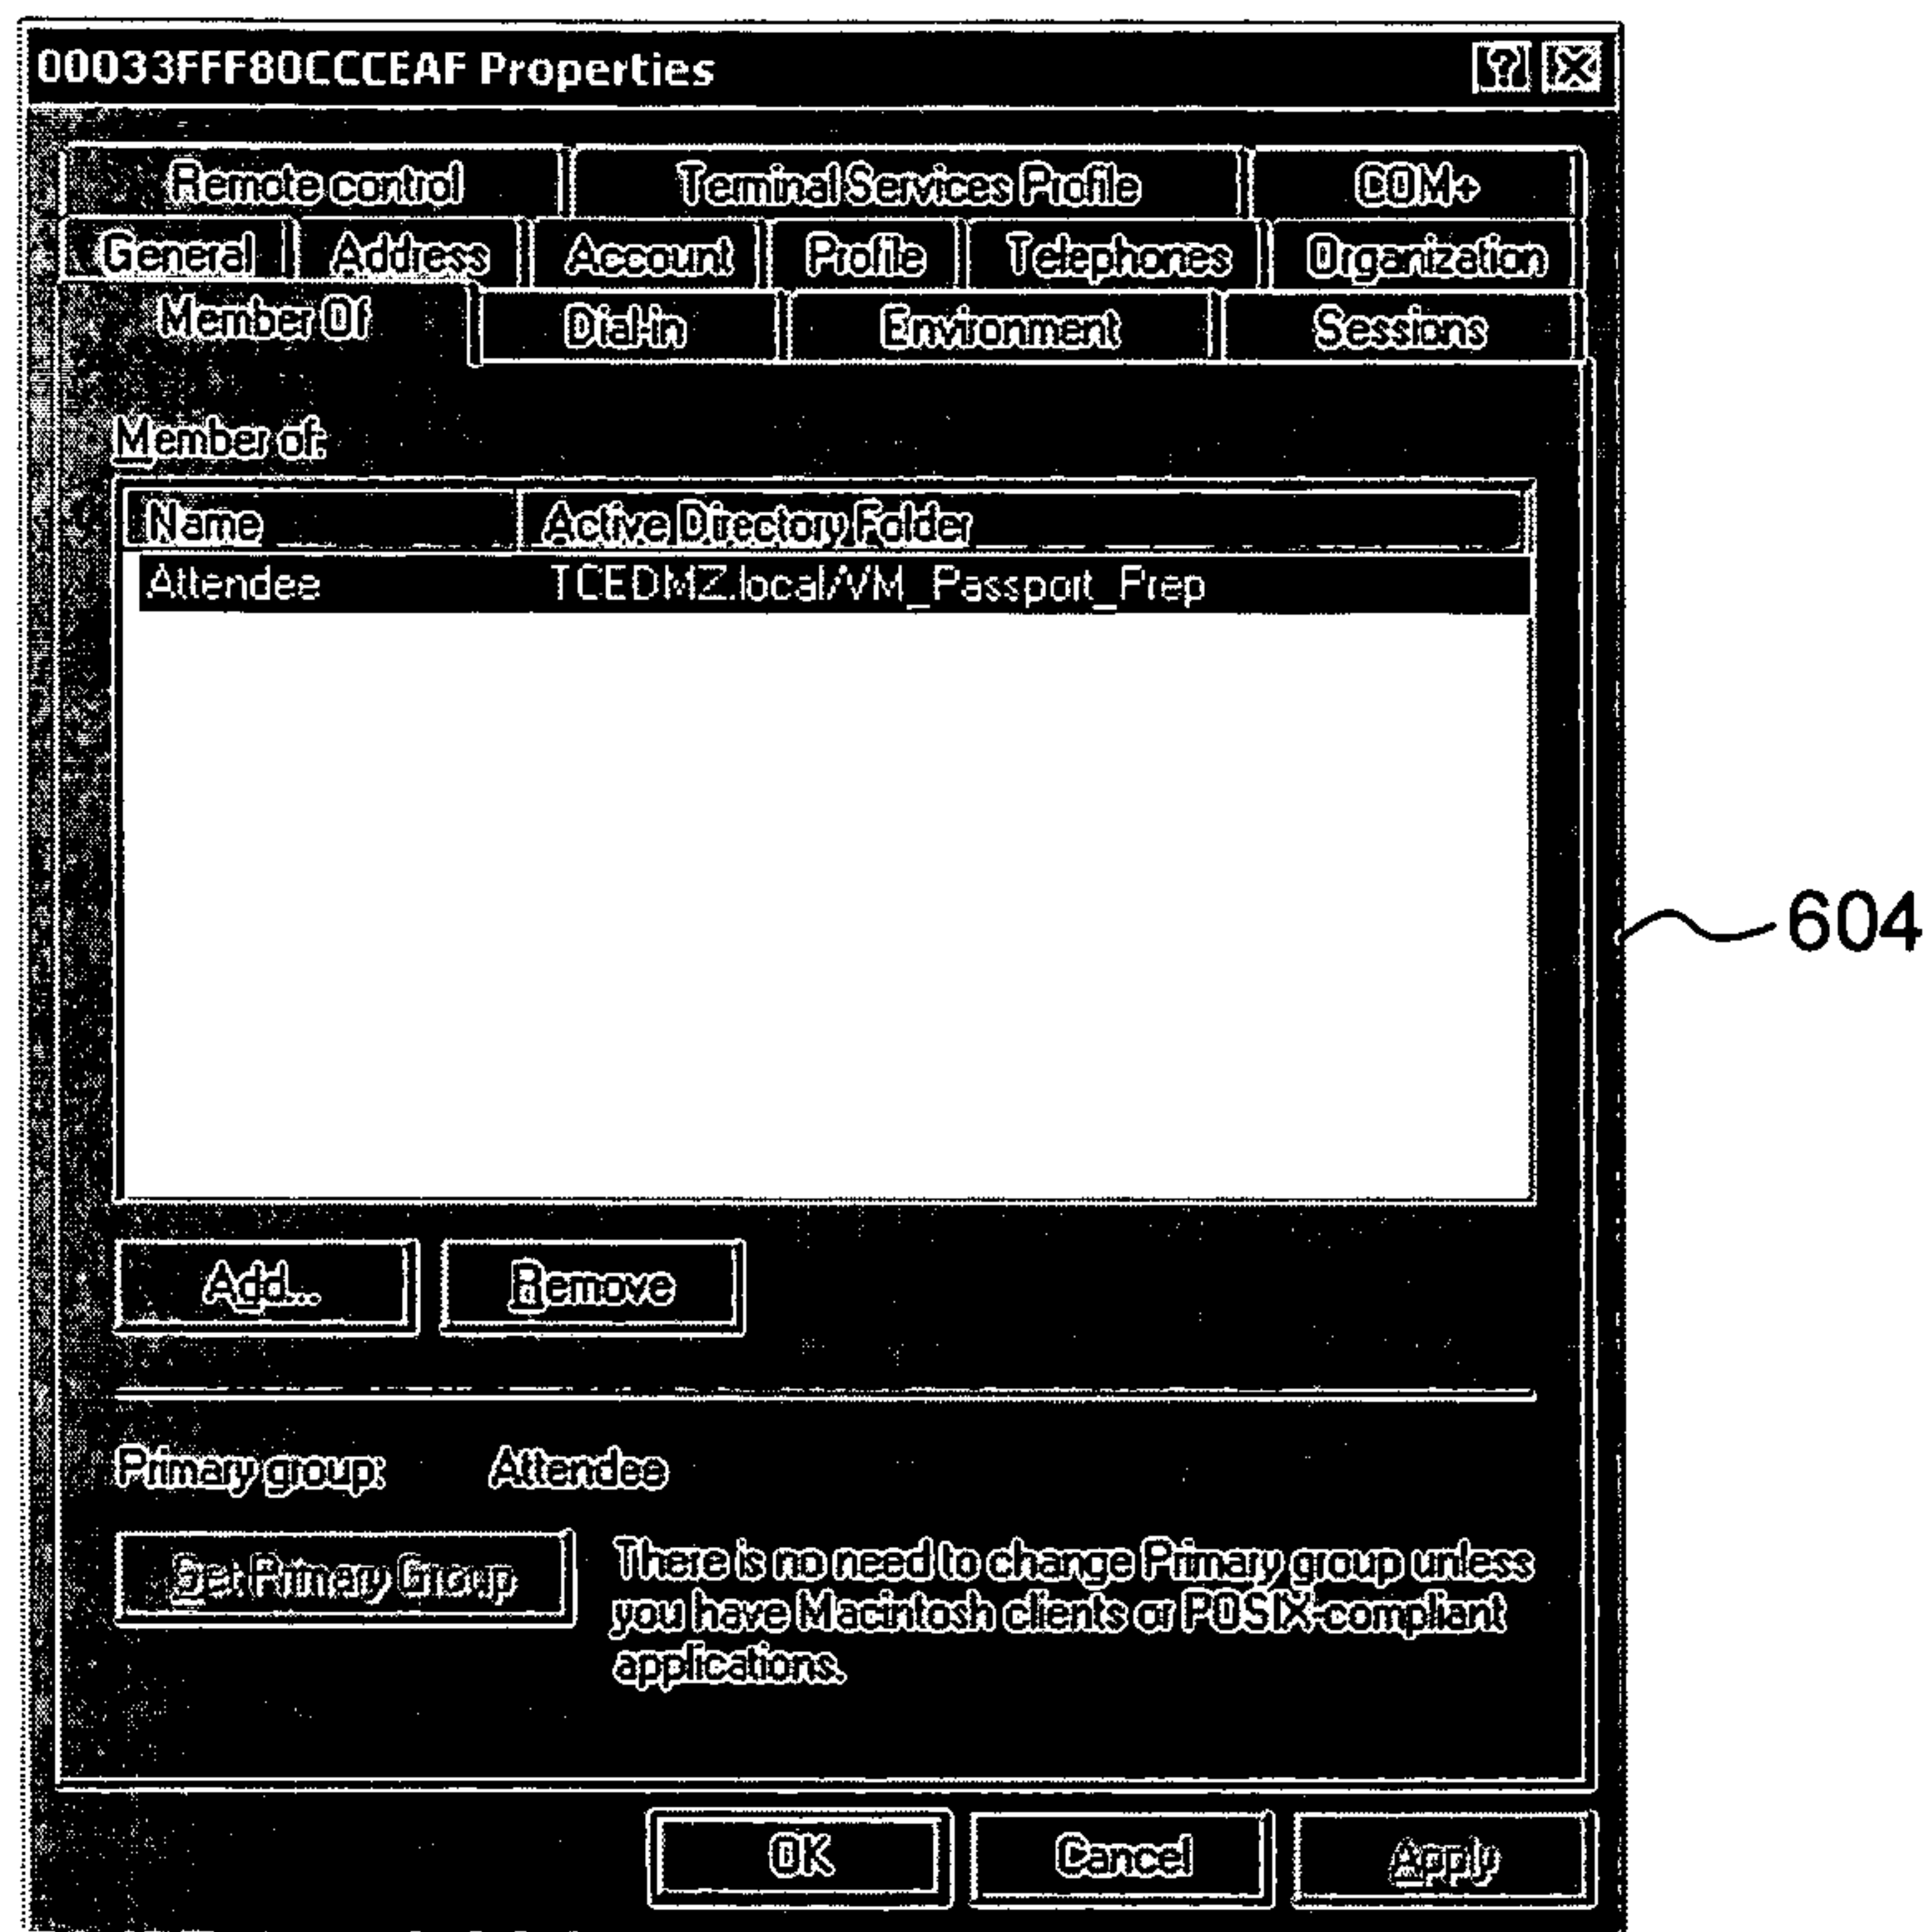 00033FFF80CCCEAF Properties
Remote control Terminal Services Profile COM+
General Address Account Profile Telephones Organization
Member Of Dial-in Environment Sessions
Member of:
Name Active Directory Folder
Attendee TCEDMZ.local/VM_Passport_Prep
604
Add... Remove
Primary group: Attendee
Set Primary Group
There is no need to change Primary group unless
you have Macintosh clients or POSIX-compliant
applications.
OK Cancel Apply